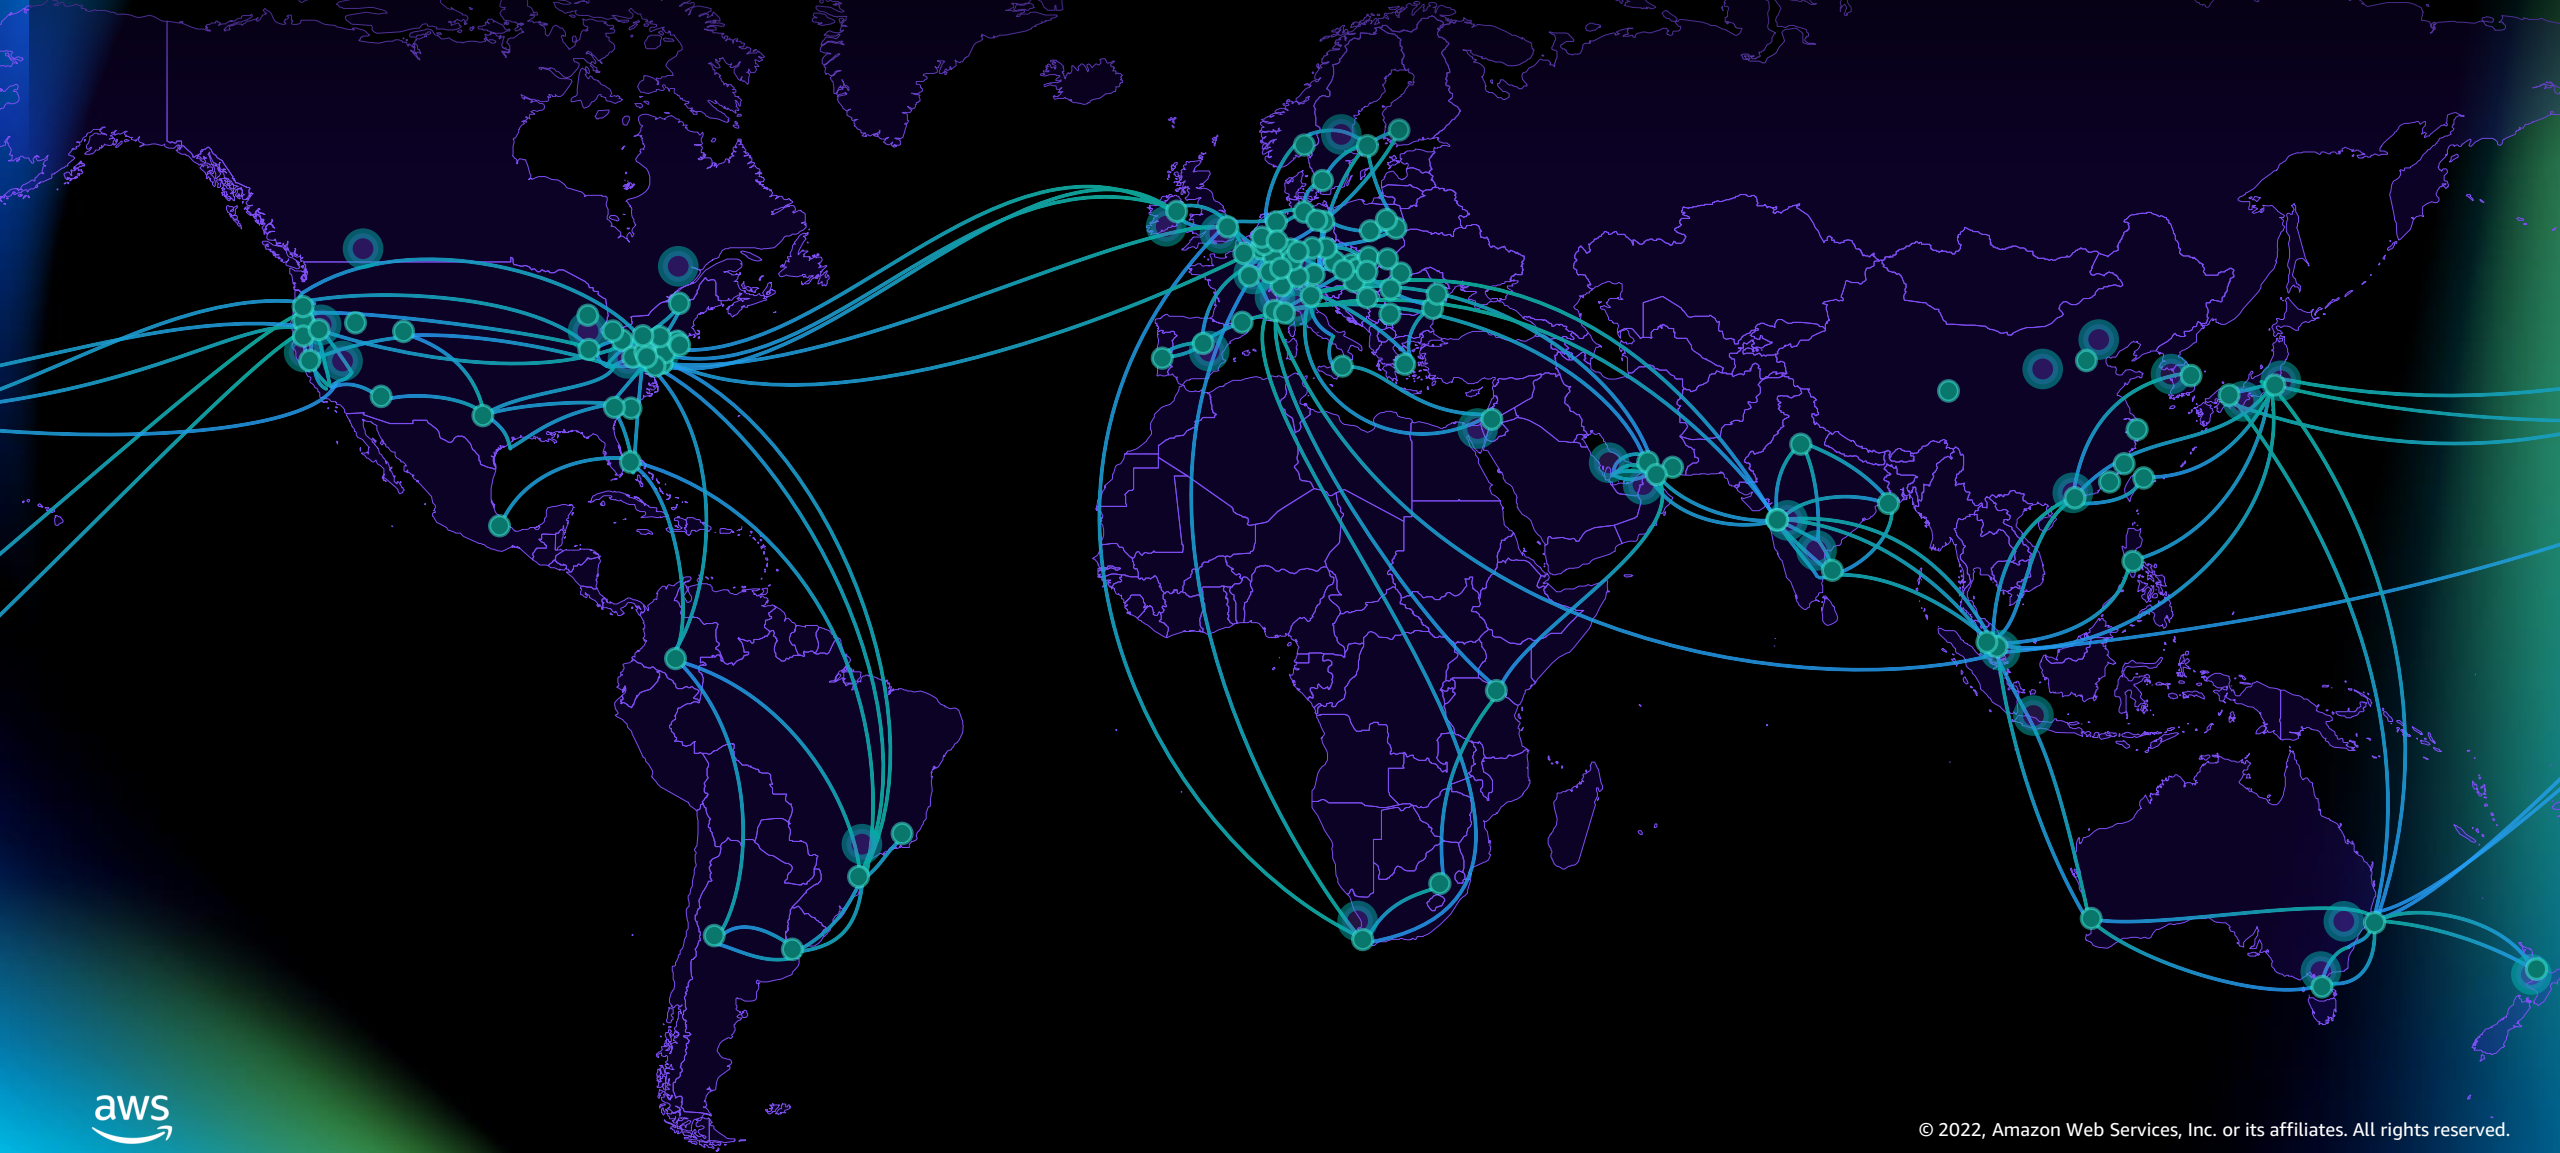 aws
© 2022, Amazon Web Services, Inc. or its affiliates. All rights reserved.